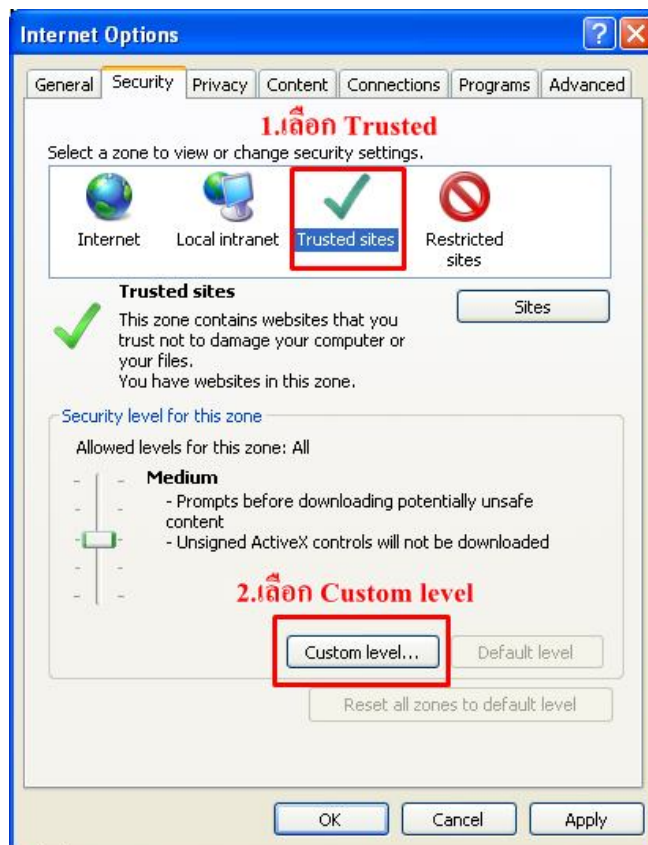 Internet Options
General Security Privacy Content Connections Programs Advanced
1.เลือก Trusted
Select a zone to view or change security settings.
Internet Local intranet Trusted sites Restricted sites
Trusted sites
Sites
This zone contains websites that you
trust not to damage your computer or
your files.
You have websites in this zone.
Security level for this zone
Allowed levels for this zone: All
Medium
- Prompts before downloading potentially unsafe
content
- Unsigned ActiveX controls will not be downloaded
2.เลือก Custom level
Custom level... Default level
Reset all zones to default level
OK Cancel Apply